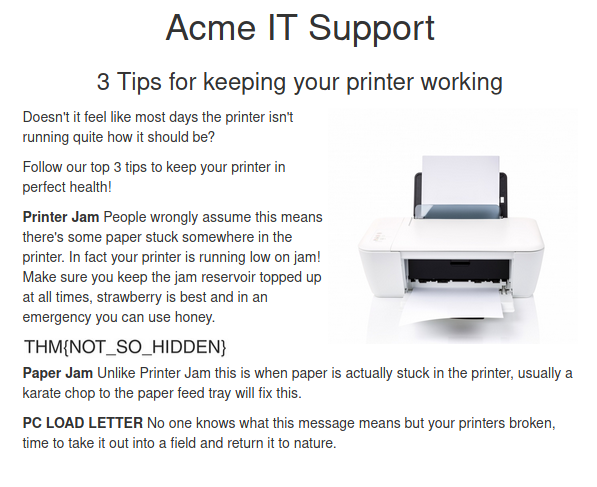 Acme IT Support
3 Tips for keeping your printer working
Doesn't it feel like most days the printer isn't
running quite how it should be?
Follow our top 3 tips to keep your printer in
perfect health!
Printer Jam People wrongly assume this means
there's some paper stuck somewhere in the
printer. In fact your printer is running low on jam!
Make sure you keep the jam reservoir topped up
at all times, strawberry is best and in an
emergency you can use honey.
THM{NOT_SO_HIDDEN}
Paper Jam Unlike Printer Jam this is when paper is actually stuck in the printer, usually a
karate chop to the paper feed tray will fix this.
PC LOAD LETTER No one knows what this message means but your printers broken,
time to take it out into a field and return it to nature.